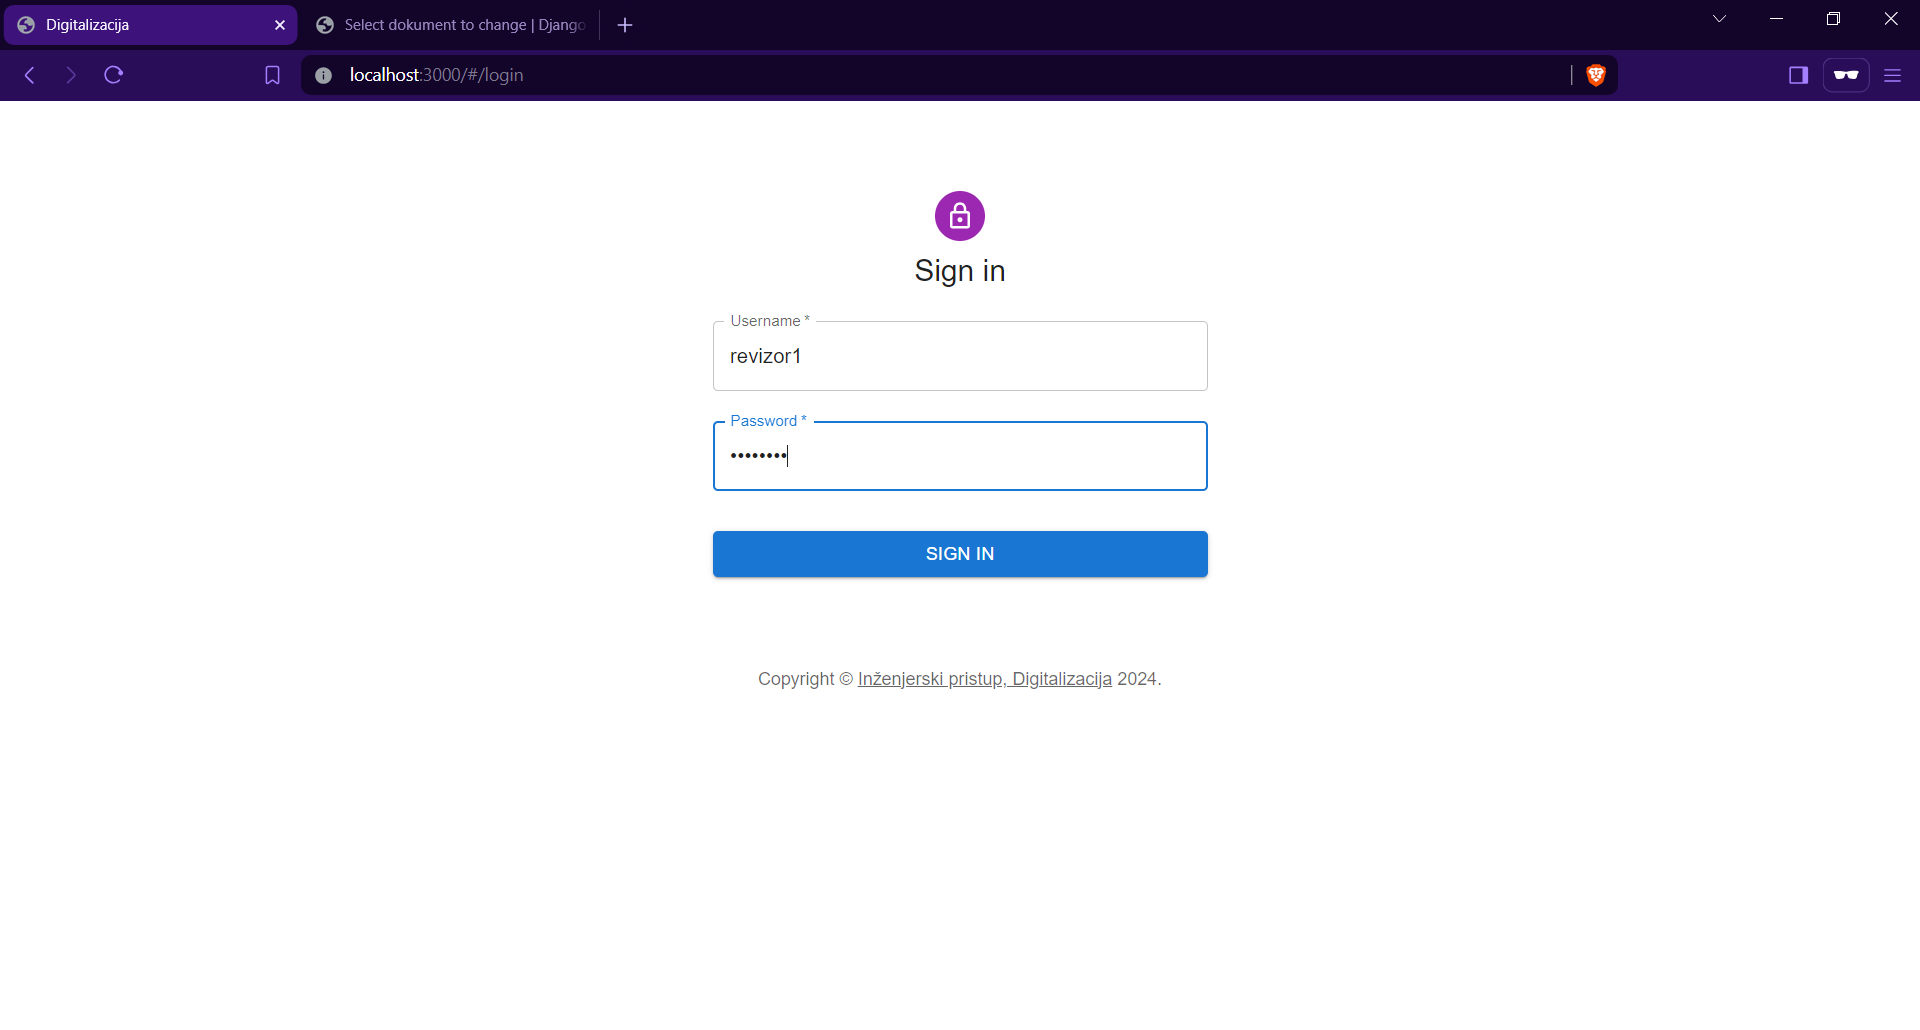 Digitalizacija
Select dokument to change | Django
localhost:3000/#/login
Sign in
Username *
revizor1
Password *
••••••••
SIGN IN
Copyright © Inženjerski pristup, Digitalizacija 2024.